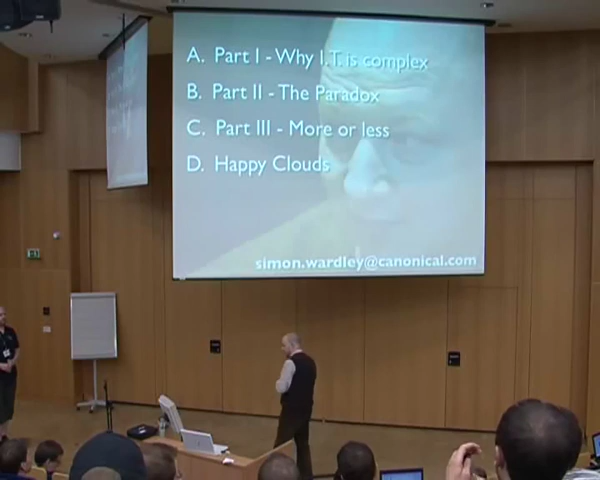 A. Part I - Why I.T. is complex
B. Part II - The Paradox
C. Part III - More or less
D. Happy Clouds
simon.wardley@canonical.com